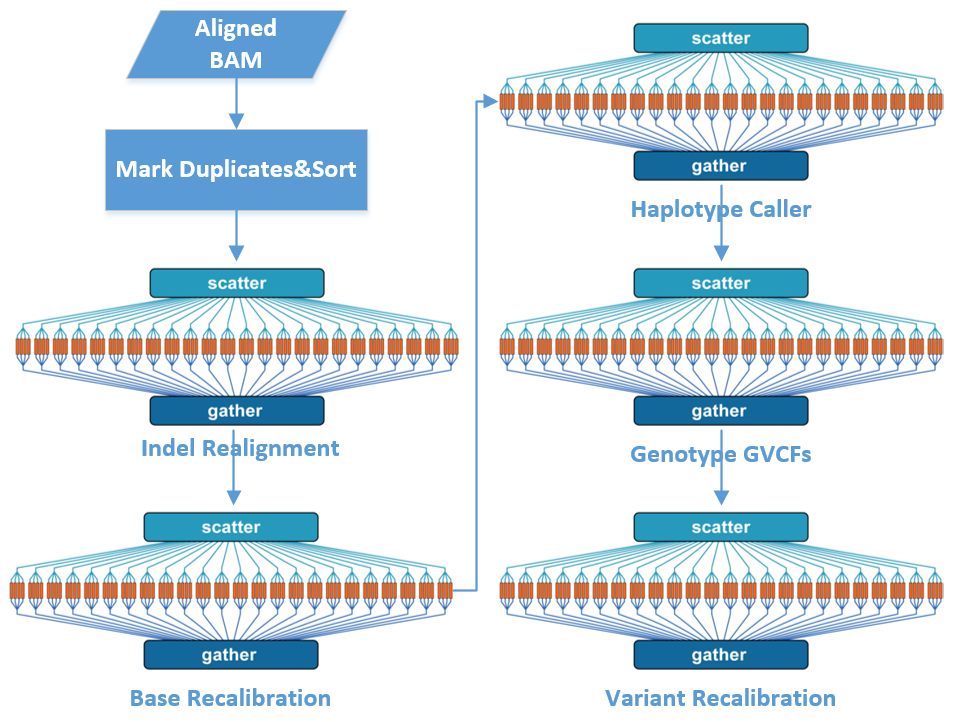 Aligned
BAM
Mark Duplicates&Sort
scatter
gather
Indel Realignment
scatter
gather
Base Recalibration
scatter
gather
Haplotype Caller
scatter
gather
Genotype GVCFs
scatter
gather
Variant Recalibration